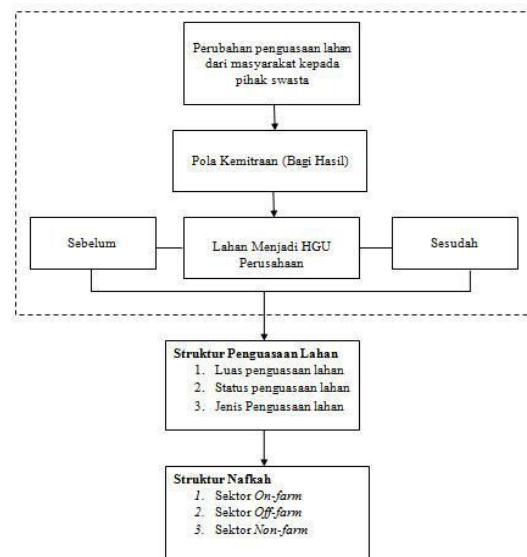 Perubahan penguasaan lahan
dari masyarakat kepada
pihak swasta
Pola Kemitraan (Bagi Hasil)
Sebelum
Lahan Menjadi HGU
Perusahaan
Sesudah
Struktur Penguasaan Lahan
1. Luas penguasaan lahan
2. Status penguasaan lahan
3. Jenis Penguasaan lahan
Struktur Nafkah
1. Sektor On-farm
2. Sektor Off-farm
3. Sektor Non-farm